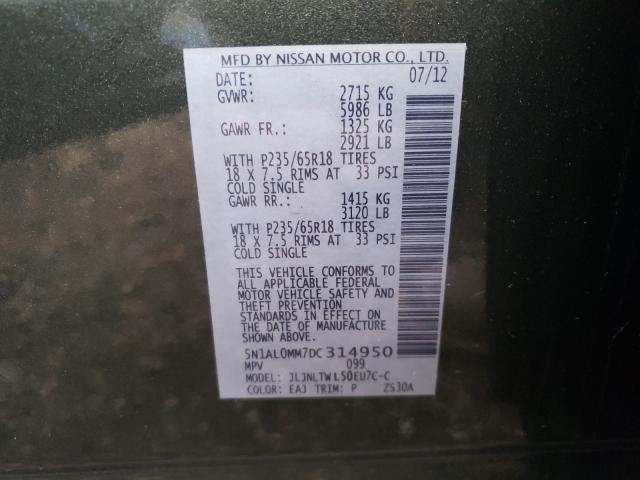 MFD BY NISSAN MOTOR CO., LTD.
DATE: 07/12
GVWR: 2715 KG
5986 LB
GAWR FR.: 1325 KG
2921 LB
WITH P235/65R18 TIRES
18 X 7.5 RIMS AT 33 PSI
COLD SINGLE
GAWR RR.: 1415 KG
3120 LB
WITH P235/65R18 TIRES
18 X 7.5 RIMS AT 33 PSI
COLD SINGLE
THIS VEHICLE CONFORMS TO
ALL APPLICABLE FEDERAL
MOTOR VEHICLE SAFETY AND
THEFT PREVENTION
STANDARDS IN EFFECT ON
THE DATE OF MANUFACTURE
SHOWN ABOVE.
5N1AL0MM7DC314950
MPV 099
MODEL: JLJNLTWL50EU7C-C
COLOR: EAJ TRIM: P ZS30A